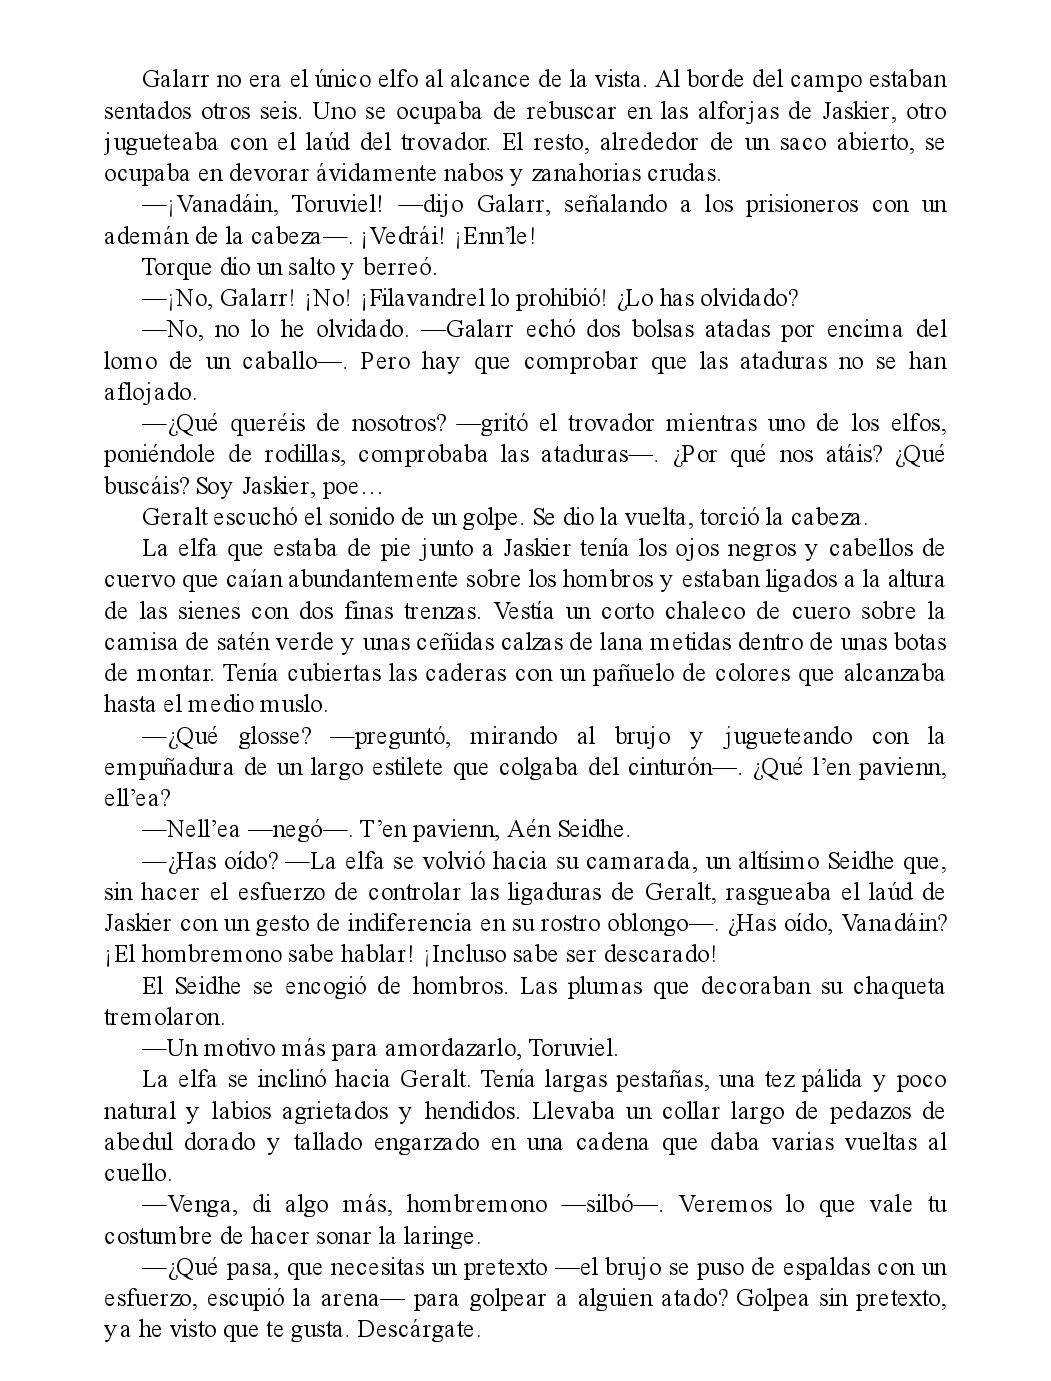 Galarr no era el único elfo al alcance de la vista. Al borde del campo estaban
sentados otros seis. Uno se ocupaba de rebuscar en las alforjas de Jaskier, otro
jugueteaba con el laúd del trovador. El resto, alrededor de un saco abierto, se
ocupaba en devorar ávidamente nabos y zanahorias crudas.
—¡Vanadáin, Toruviel! —dijo Galarr, señalando a los prisioneros con un
ademán de la cabeza—. ¡Vedrái! ¡Enn’le!
Torque dio un salto y berreó.
—¡No, Galarr! ¡No! ¡Filavandrel lo prohibió! ¿Lo has olvidado?
—No, no lo he olvidado. —Galarr echó dos bolsas atadas por encima del
lomo de un caballo—. Pero hay que comprobar que las ataduras no se han
aflojado.
—¿Qué queréis de nosotros? —gritó el trovador mientras uno de los elfos,
poniéndole de rodillas, comprobaba las ataduras—. ¿Por qué nos atáis? ¿Qué
buscáis? Soy Jaskier, poe…
Geralt escuchó el sonido de un golpe. Se dio la vuelta, torció la cabeza.
La elfa que estaba de pie junto a Jaskier tenía los ojos negros y cabellos de
cuervo que caían abundantemente sobre los hombros y estaban ligados a la altura
de las sienes con dos finas trenzas. Vestía un corto chaleco de cuero sobre la
camisa de satén verde y unas ceñidas calzas de lana metidas dentro de unas botas
de montar. Tenía cubiertas las caderas con un pañuelo de colores que alcanzaba
hasta el medio muslo.
—¿Qué glosse? —preguntó, mirando al brujo y jugueteando con la
empuñadura de un largo estilete que colgaba del cinturón—. ¿Qué l’en pavienn,
ell’ea?
—Nell’ea —negó—. T’en pavienn, Aén Seidhe.
—¿Has oído? —La elfa se volvió hacia su camarada, un altísimo Seidhe que,
sin hacer el esfuerzo de controlar las ligaduras de Geralt, rasgueaba el laúd de
Jaskier con un gesto de indiferencia en su rostro oblongo—. ¿Has oído, Vanadáin?
¡El hombremono sabe hablar! ¡Incluso sabe ser descarado!
El Seidhe se encogió de hombros. Las plumas que decoraban su chaqueta
tremolaron.
—Un motivo más para amordazarlo, Toruviel.
La elfa se inclinó hacia Geralt. Tenía largas pestañas, una tez pálida y poco
natural y labios agrietados y hendidos. Llevaba un collar largo de pedazos de
abedul dorado y tallado engarzado en una cadena que daba varias vueltas al
cuello.
—Venga, di algo más, hombremono —silbó—. Veremos lo que vale tu
costumbre de hacer sonar la laringe.
—¿Qué pasa, que necesitas un pretexto —el brujo se puso de espaldas con un
esfuerzo, escupió la arena— para golpear a alguien atado? Golpea sin pretexto,
ya he visto que te gusta. Descárgate.